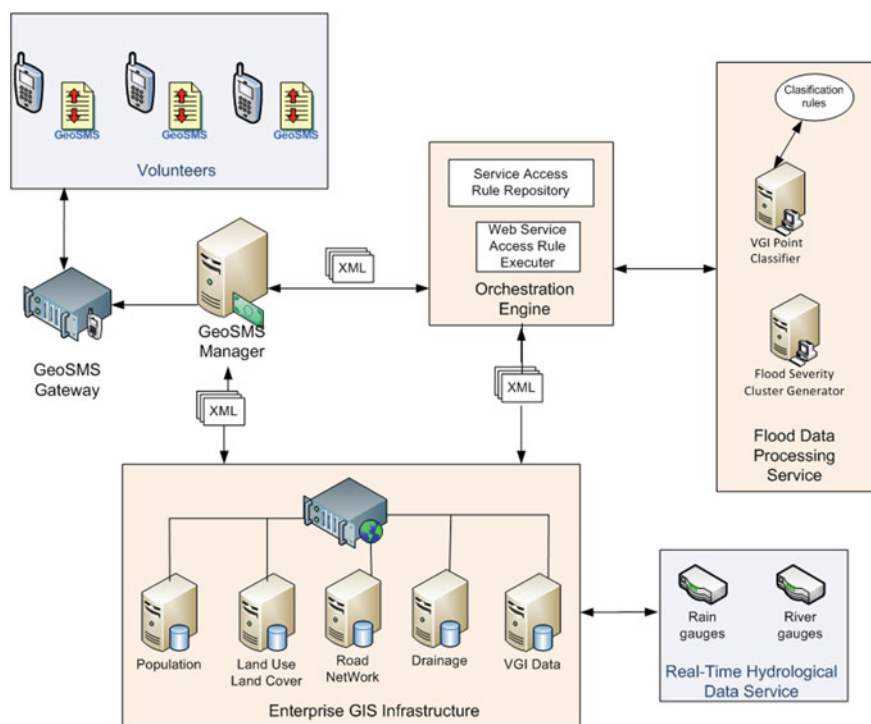 GeoSMS
GeoSMS
GeoSMS
Volunteers
GeoSMS
Gateway
GeoSMS
Manager
XML
Service Access
Rule Repository
Web Service
Access Rule
Executer
Orchestration
Engine
Clasification
rules
VGI Point
Classifier
Flood Severity
Cluster Generator
Flood Data
Processing
Service
XML
XML
Population
Land Use
Land Cover
Road
NetWork
Drainage
VGI Data
Enterprise GIS Infrastructure
Rain
gauges
River
gauges
Real-Time Hydrological
Data Service